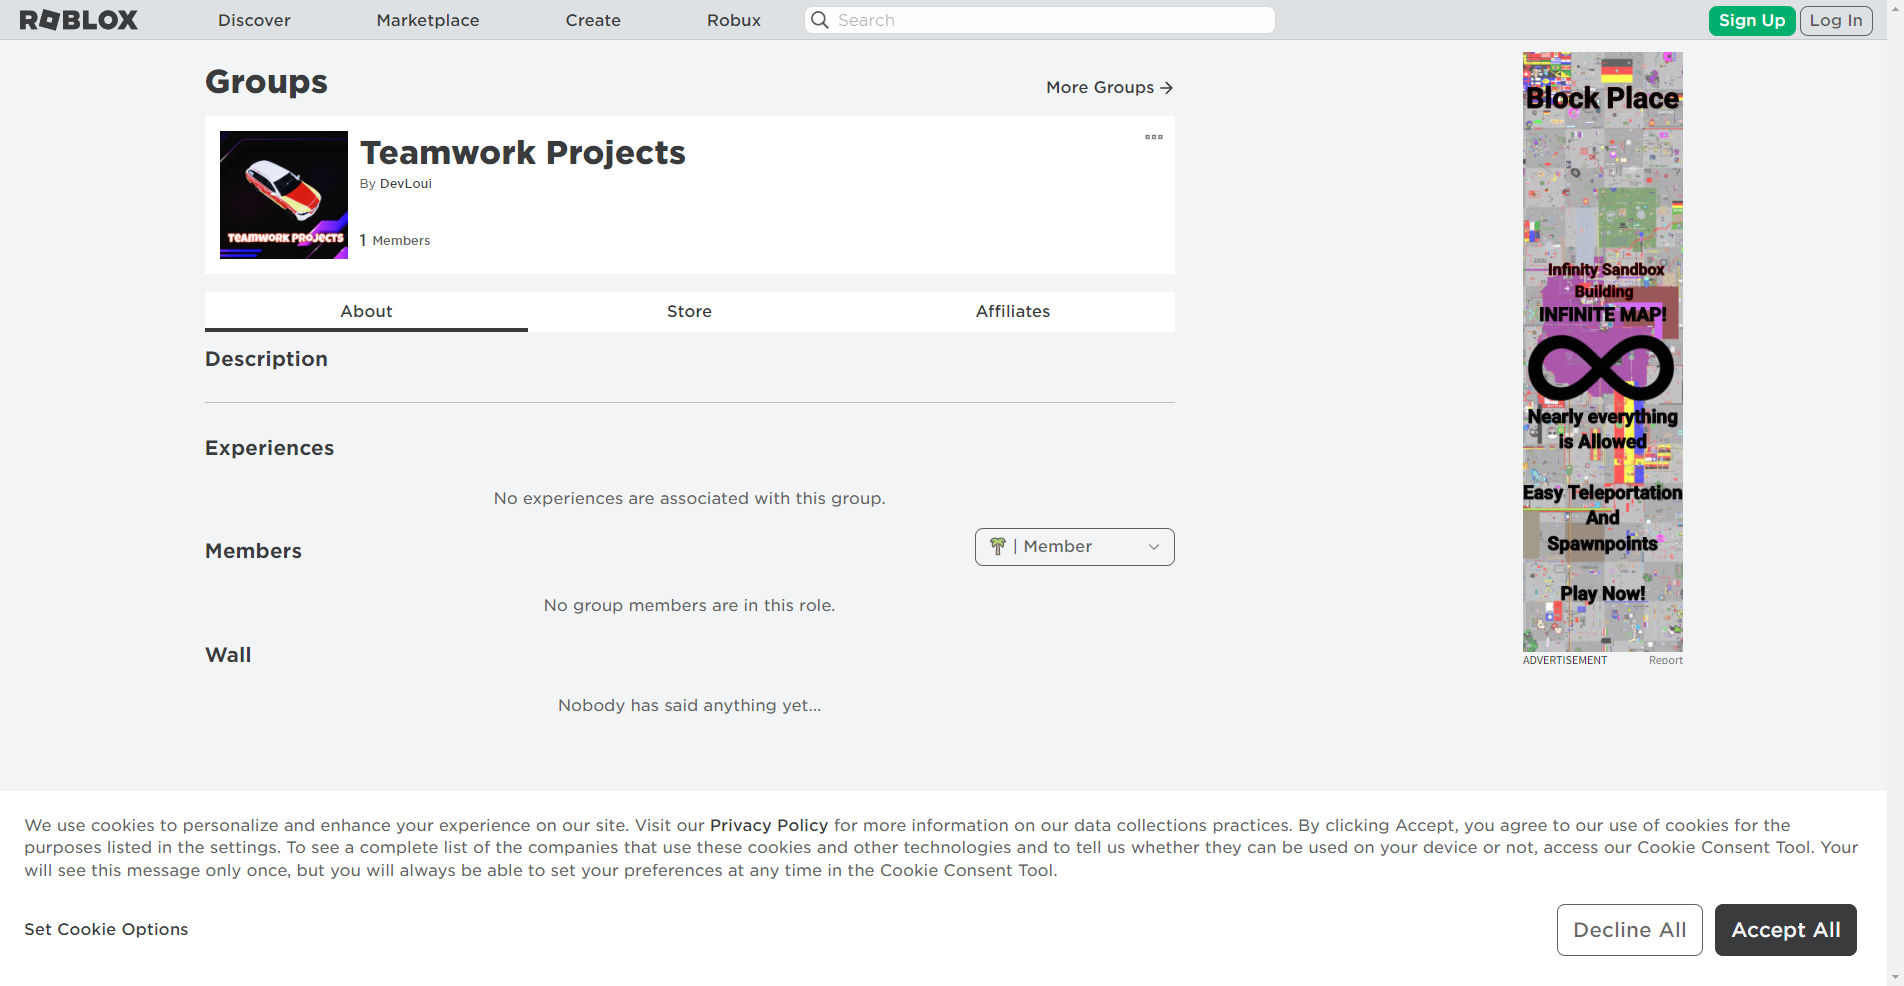 ROBLOX
Discover
Marketplace
Create
Robux
Search
Sign Up
Log In
Groups
More Groups
TEAMWORK PROJECTS
Teamwork Projects
By DevLoui
1 Members
About
Store
Affiliates
Description
Experiences
No experiences are associated with this group.
Members
| Member
No group members are in this role.
Wall
Nobody has said anything yet...
Block Place
Infinity Sandbox
Building
INFINITE MAP!
Nearly everything
is Allowed
Easy Teleportation
And
Spawnpoints
Play Now!
ADVERTISEMENT
Report
We use cookies to personalize and enhance your experience on our site. Visit our Privacy Policy for more information on our data collections practices. By clicking Accept, you agree to our use of cookies for the
purposes listed in the settings. To see a complete list of the companies that use these cookies and other technologies and to tell us whether they can be used on your device or not, access our Cookie Consent Tool. Your
will see this message only once, but you will always be able to set your preferences at any time in the Cookie Consent Tool.
Set Cookie Options
Decline All
Accept All